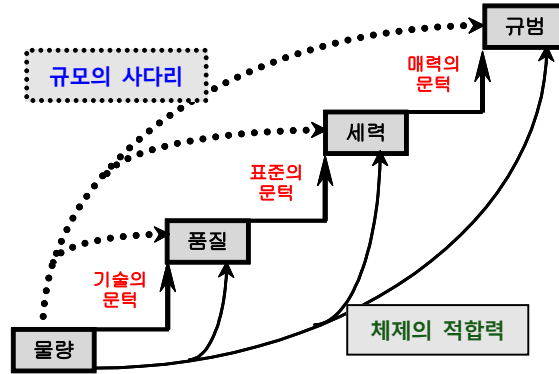 규범
규모의 사다리
매력의
문턱
세력
표준의
문턱
품질
기술의
문턱
체제의 적합력
물량